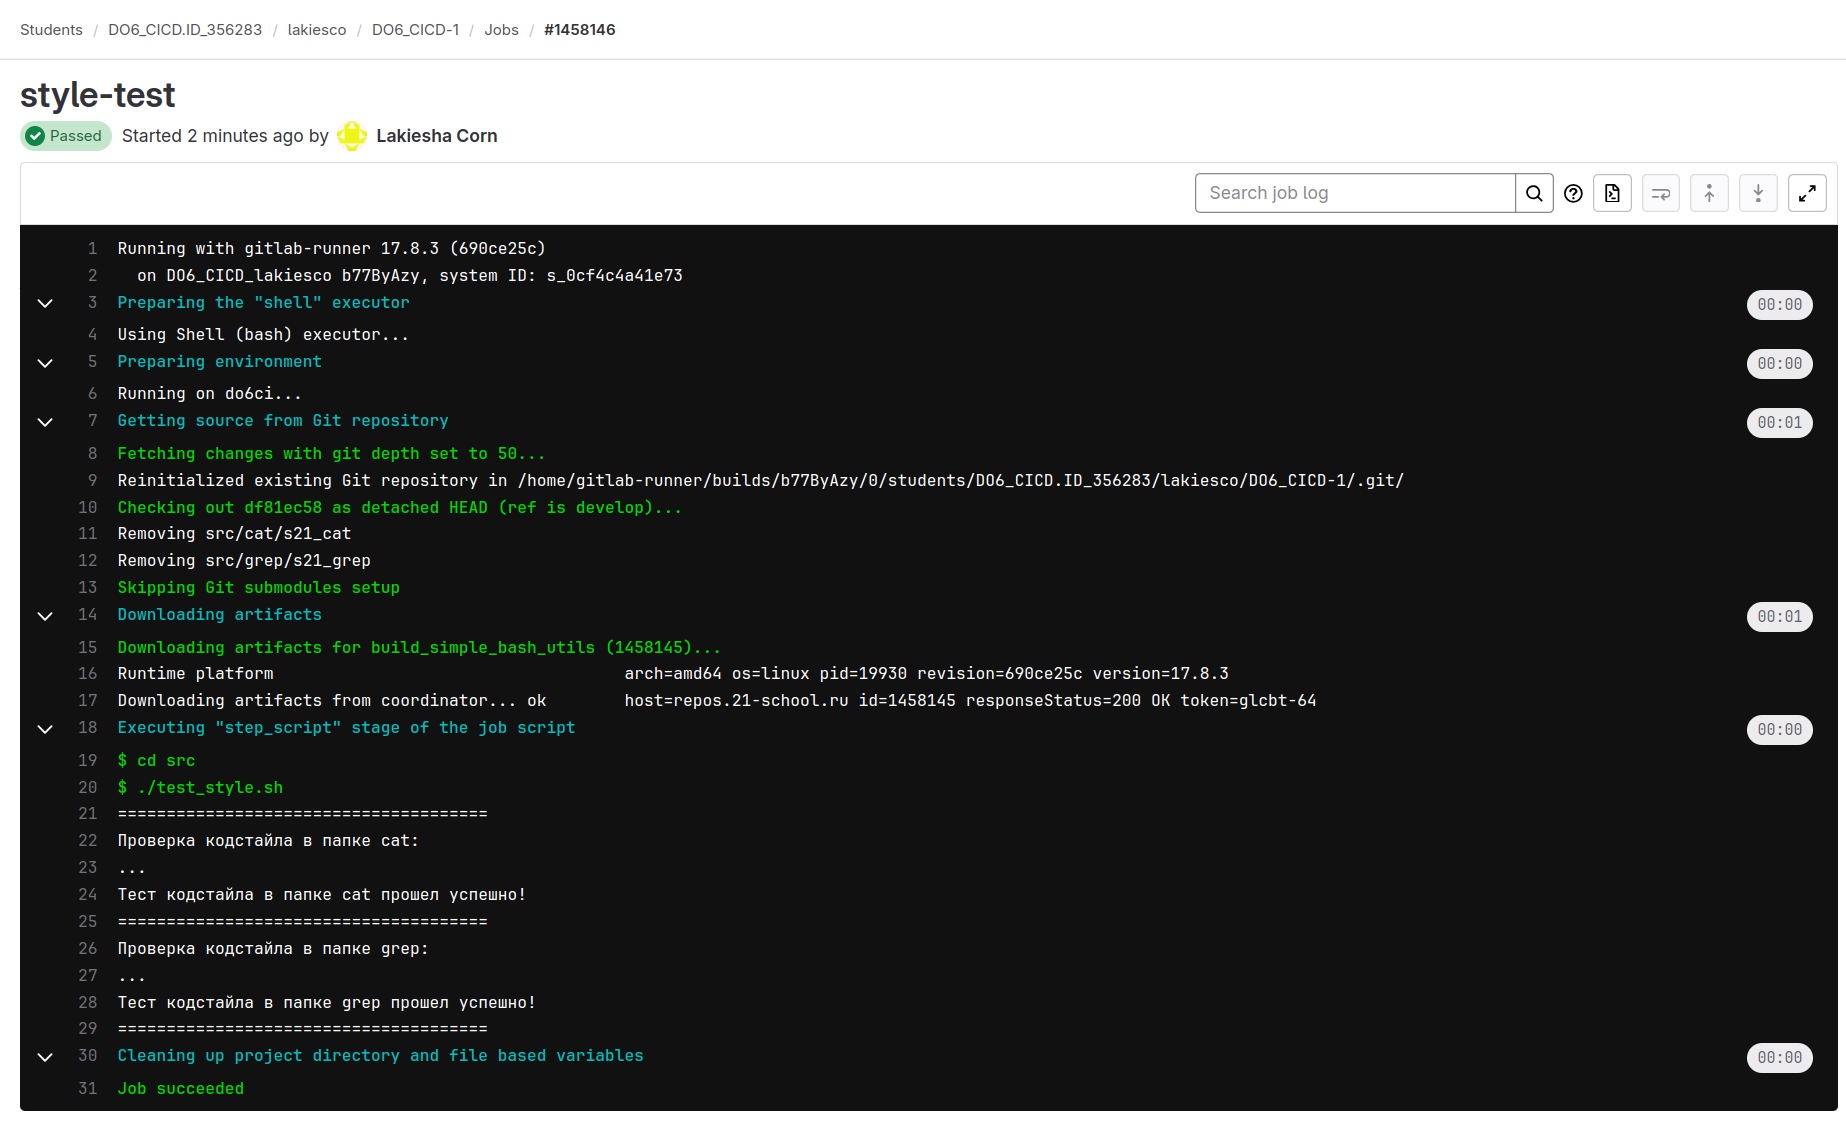 Students / DO6_CICD.ID_356283 / lakiesco / DO6_CICD-1 / Jobs / #1458146
style-test
Passed Started 2 minutes ago by Lakiesha Corn
Search job log
1 Running with gitlab-runner 17.8.3 (690ce25c)
2 on DO6_CICD_lakiesco b77ByAzy, system ID: s_0cf4c4a41e73
3 Preparing the "shell" executor 00:00
4 Using Shell (bash) executor...
5 Preparing environment 00:00
6 Running on do6ci...
7 Getting source from Git repository 00:01
8 Fetching changes with git depth set to 50...
9 Reinitialized existing Git repository in /home/gitlab-runner/builds/b77ByAzy/0/students/DO6_CICD.ID_356283/lakiesco/DO6_CICD-1/.git/
10 Checking out df81ec58 as detached HEAD (ref is develop)...
11 Removing src/cat/s21_cat
12 Removing src/grep/s21_grep
13 Skipping Git submodules setup
14 Downloading artifacts 00:01
15 Downloading artifacts for build_simple_bash_utils (1458145)...
16 Runtime platform arch=amd64 os=linux pid=19930 revision=690ce25c version=17.8.3
17 Downloading artifacts from coordinator... ok host=repos.21-school.ru id=1458145 responseStatus=200 OK token=glcbt-64
18 Executing "step_script" stage of the job script 00:00
19 $ cd src
20 $ ./test_style.sh
21 ======================================
22 Проверка кодстайла в папке cat:
23 ...
24 Тест кодстайла в папке cat прошел успешно!
25 ======================================
26 Проверка кодстайла в папке grep:
27 ...
28 Тест кодстайла в папке grep прошел успешно!
29 ======================================
30 Cleaning up project directory and file based variables 00:00
31 Job succeeded